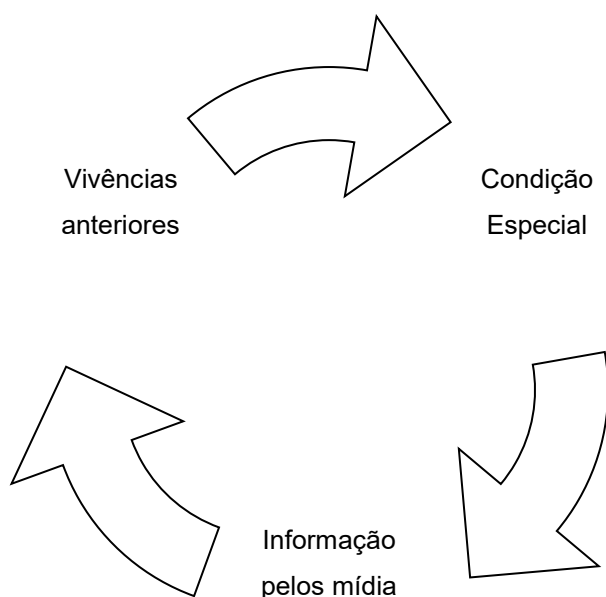 Vivências
anteriores
Condição
Especial
Informação
pelos mídia